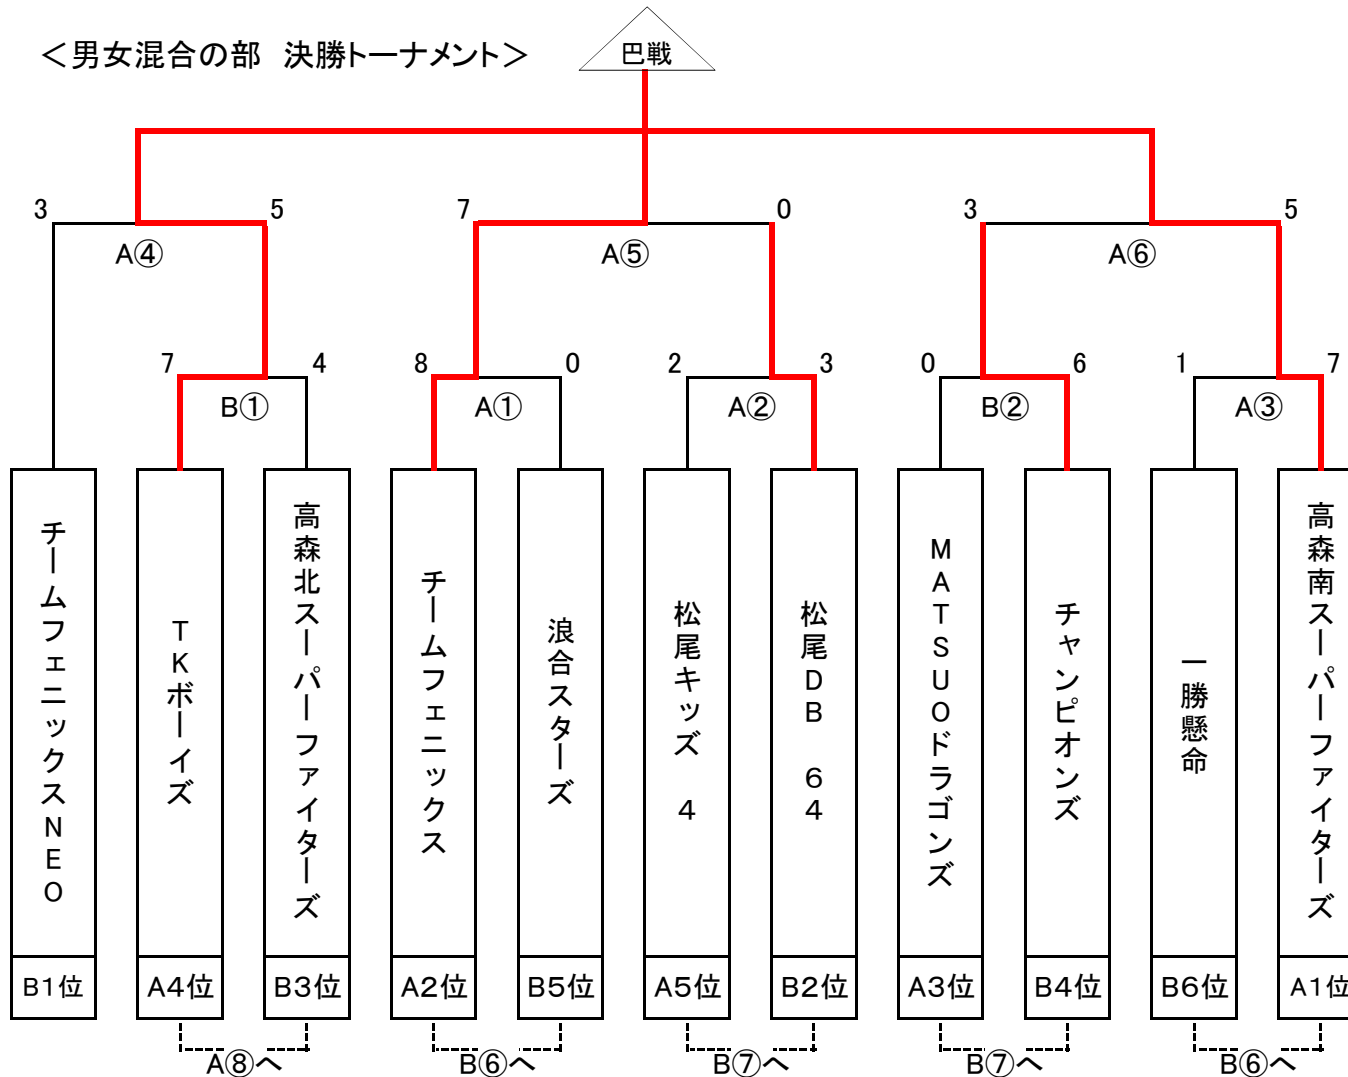 ＜男女混合の部 決勝トーナメント＞
巴戦
3 5 7 0 3 5
A④ A⑤ A⑥
7 4 8 0 2 3 0 6 1 7
B① A① A② B② A③
チームフェニックスNEO
TKボーイズ
高森北スーパーファイターズ
チームフェニックス
浪合スターズ
松尾キッズ 4
松尾DB 64
MATSUOドラゴンズ
チャンピオンズ
一勝懸命
高森南スーパーファイターズ
B1位 A4位 B3位 A2位 B5位 A5位 B2位 A3位 B4位 B6位 A1位
A⑧へ B⑥へ B⑦へ B⑦へ B⑥へ